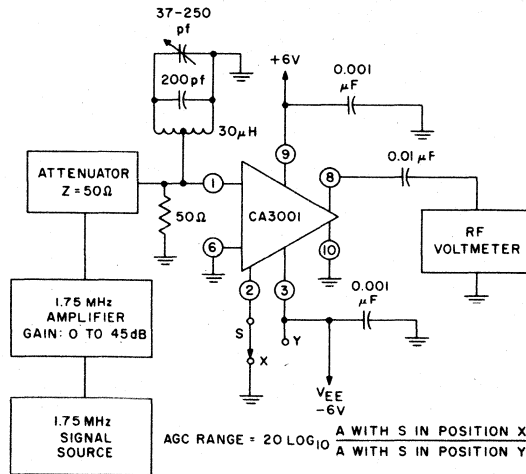 37-250
pf
200pf
30μH
+6V
0.001
μF
0.01 μF
ATTENUATOR
Z = 50Ω
50Ω
1
9
8
CA3001
6
10
2
3
RF
VOLTMETER
1.75 MHz
AMPLIFIER
GAIN: 0 TO 45dB
S
X
Y
0.001
μF
VEE
-6V
1.75 MHz
SIGNAL
SOURCE
AGC RANGE = 20 LOG10 A WITH S IN POSITION X
A WITH S IN POSITION Y